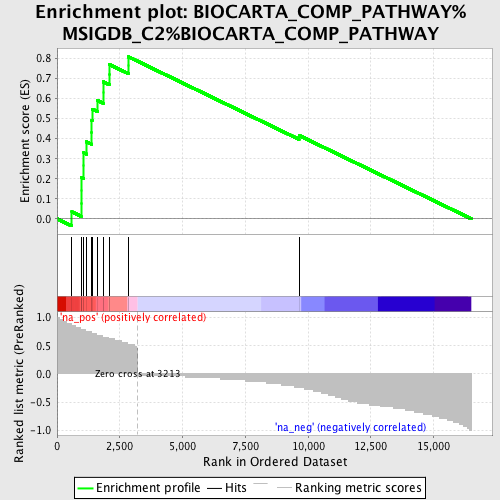 Enrichment plot: BIOCARTA_COMP_PATHWAY%
MSIGDB_C2%BIOCARTA_COMP_PATHWAY
Enrichment score (ES)
0.8
0.7
0.6
0.5
0.4
0.3
0.2
0.1
0.0
Ranked list metric (PreRanked)
1.0
0.5
0.0
-0.5
-1.0
'na_pos' (positively correlated)
Zero cross at 3213
'na_neg' (negatively correlated)
0
2,500
5,000
7,500
10,000
12,500
15,000
Rank in Ordered Dataset
Enrichment profile
Hits
Ranking metric scores